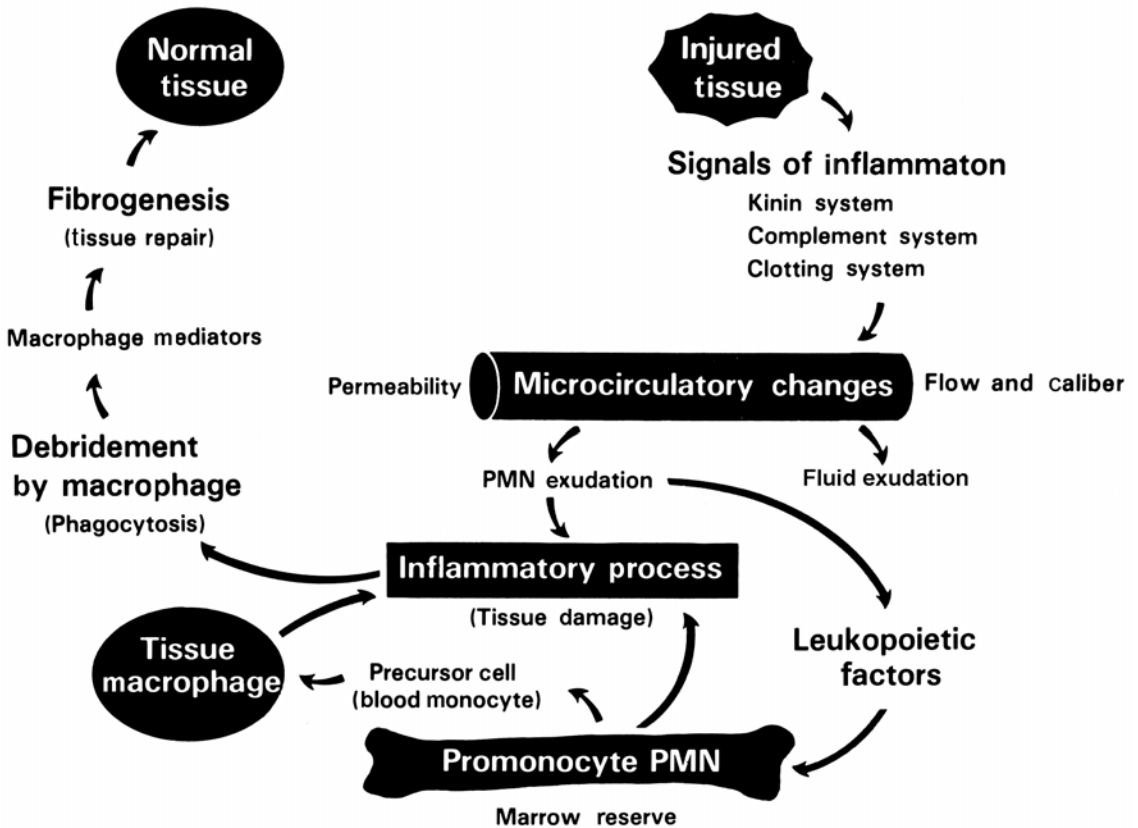 Normal
tissue
Injured
tissue
Signals of inflammaton
Kinin system
Complement system
Clotting system
Fibrogenesis
(tissue repair)
Macrophage mediators
Permeability
Microcirculatory changes
Flow and Caliber
Debridement
by macrophage
(Phagocytosis)
PMN exudation
Fluid exudation
Inflammatory process
(Tissue damage)
Leukopoietic
factors
Tissue
macrophage
Precursor cell
(blood monocyte)
Promonocyte PMN
Marrow reserve